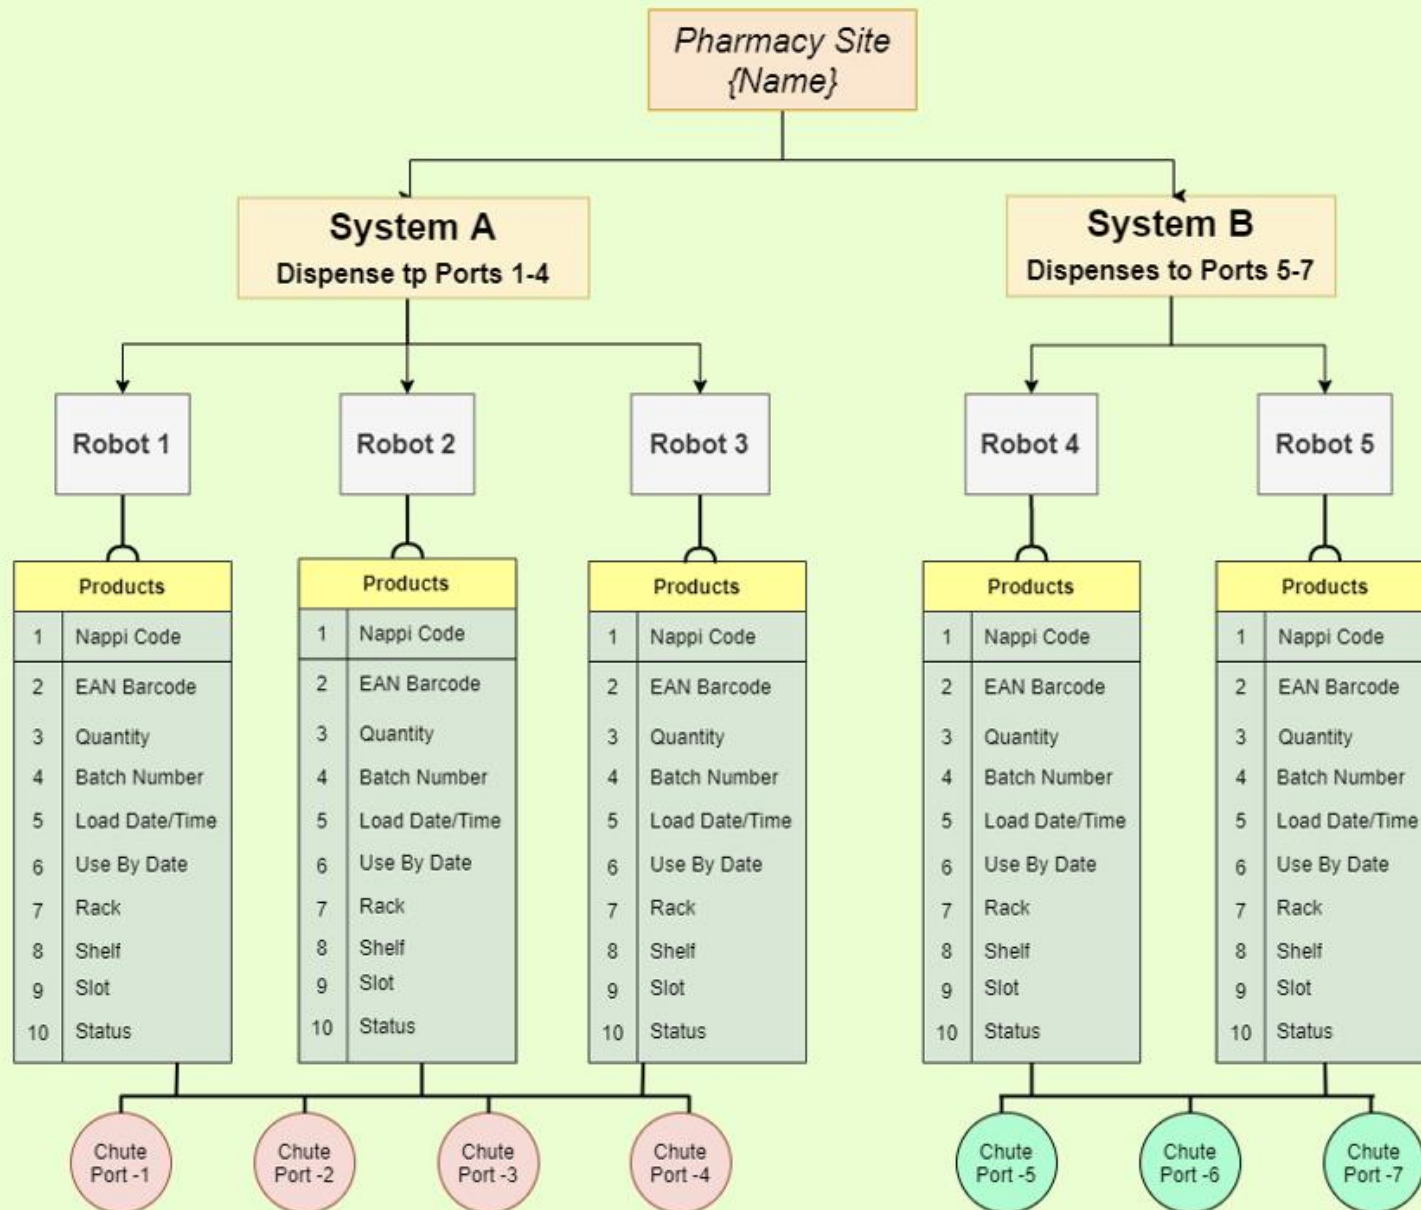 Pharmacy Site
{Name}
System A
Dispense tp Ports 1-4
System B
Dispenses to Ports 5-7
Robot 1
Robot 2
Robot 3
Robot 4
Robot 5
Products
1 Nappi Code
2 EAN Barcode
3 Quantity
4 Batch Number
5 Load Date/Time
6 Use By Date
7 Rack
8 Shelf
9 Slot
10 Status
Products
1 Nappi Code
2 EAN Barcode
3 Quantity
4 Batch Number
5 Load Date/Time
6 Use By Date
7 Rack
8 Shelf
9 Slot
10 Status
Products
1 Nappi Code
2 EAN Barcode
3 Quantity
4 Batch Number
5 Load Date/Time
6 Use By Date
7 Rack
8 Shelf
9 Slot
10 Status
Products
1 Nappi Code
2 EAN Barcode
3 Quantity
4 Batch Number
5 Load Date/Time
6 Use By Date
7 Rack
8 Shelf
9 Slot
10 Status
Products
1 Nappi Code
2 EAN Barcode
3 Quantity
4 Batch Number
5 Load Date/Time
6 Use By Date
7 Rack
8 Shelf
9 Slot
10 Status
Chute
Port -1
Chute
Port -2
Chute
Port -3
Chute
Port -4
Chute
Port -5
Chute
Port -6
Chute
Port -7